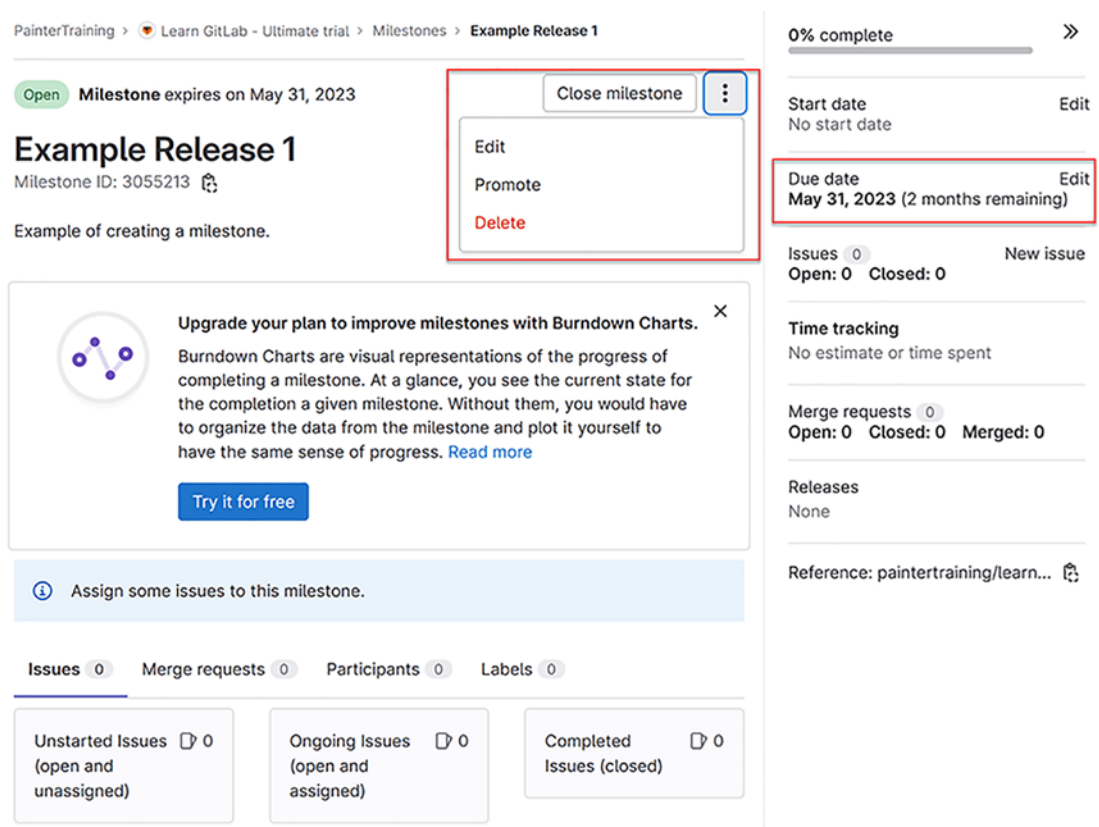 PainterTraining > Learn GitLab - Ultimate trial > Milestones > Example Release 1
Open Milestone expires on May 31, 2023
Close milestone
Edit
Promote
Delete
Example Release 1
Milestone ID: 3055213
Example of creating a milestone.
Upgrade your plan to improve milestones with Burndown Charts.
Burndown Charts are visual representations of the progress of
completing a milestone. At a glance, you see the current state for
the completion a given milestone. Without them, you would have
to organize the data from the milestone and plot it yourself to
have the same sense of progress. Read more
Try it for free
Assign some issues to this milestone.
Issues 0 Merge requests 0 Participants 0 Labels 0
Unstarted Issues 0
(open and
unassigned)
Ongoing Issues 0
(open and
assigned)
Completed 0
Issues (closed)
0% complete
Start date Edit
No start date
Due date Edit
May 31, 2023 (2 months remaining)
Issues 0 New issue
Open: 0 Closed: 0
Time tracking
No estimate or time spent
Merge requests 0
Open: 0 Closed: 0 Merged: 0
Releases
None
Reference: paintertraining/learn...